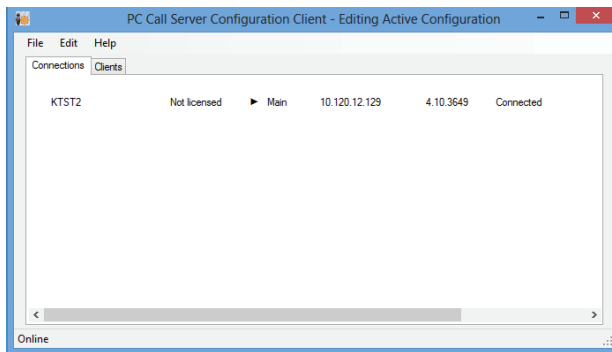 PC Call Server Configuration Client - Editing Active Configuration
File Edit Help
Connections Clients
KTST2 Not licensed ► Main 10.120.12.129 4.10.3649 Connected
Online